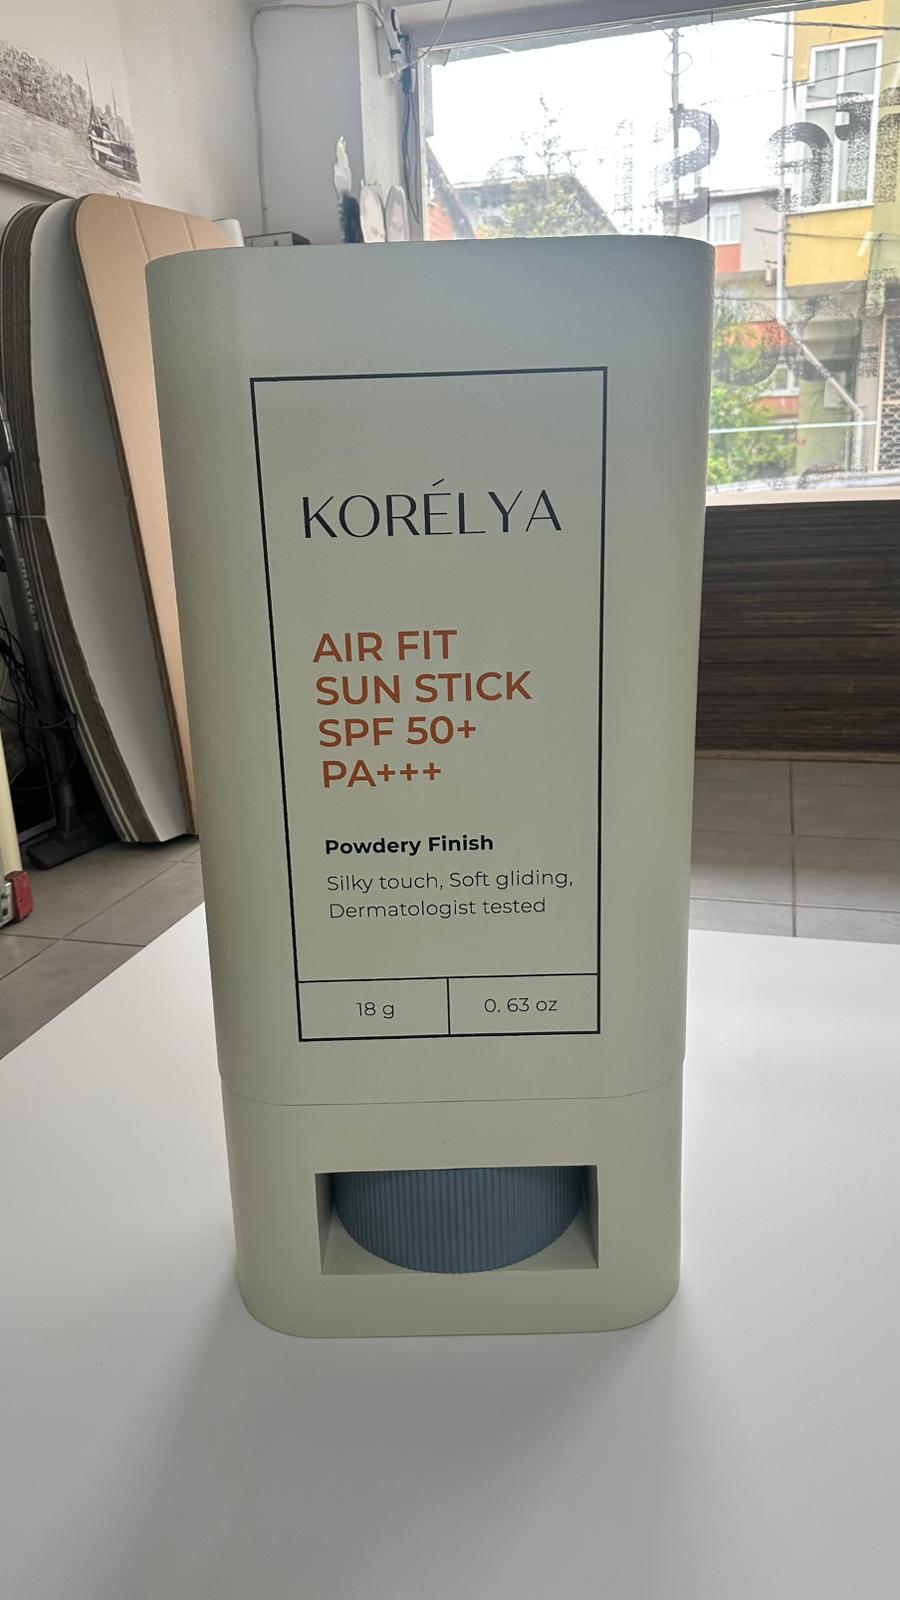 KORÉLYA
AIR FIT
SUN STICK
SPF 50+
PA+++
Powdery Finish
Silky touch, Soft gliding,
Dermatologist tested
18 g
0. 63 oz